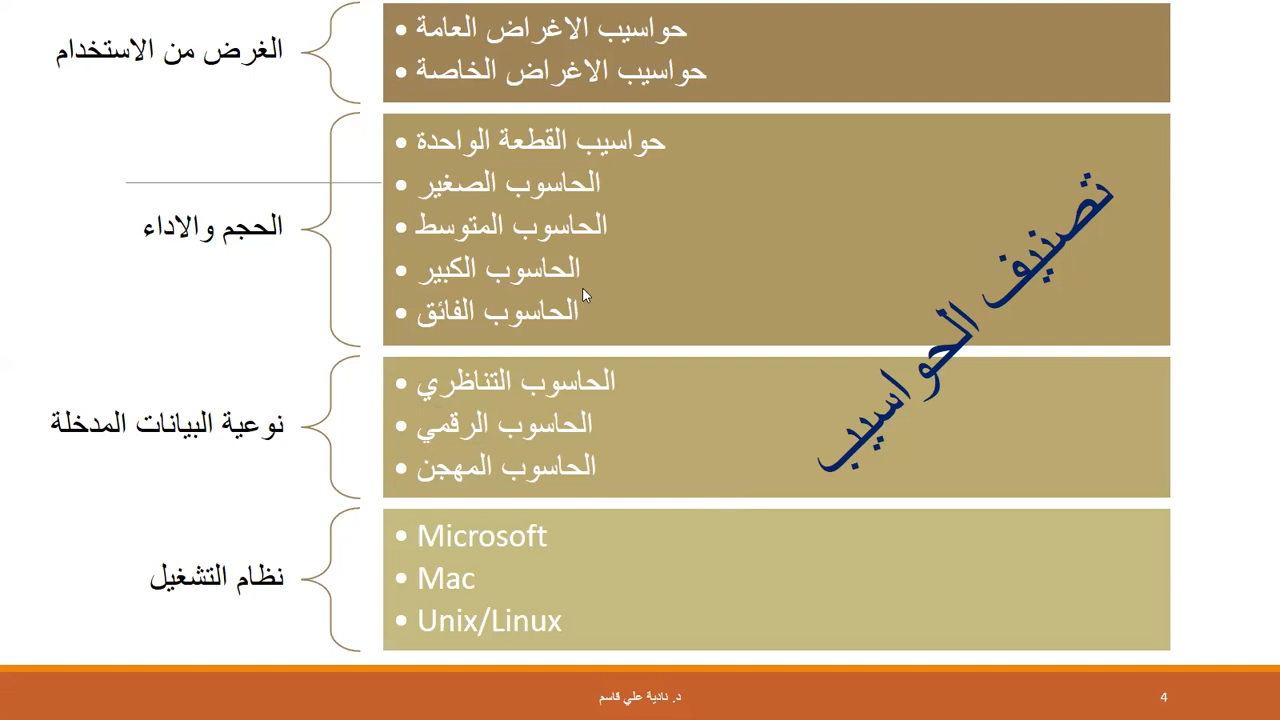 الغرض من الاستخدام
• حواسيب الاغراض العامة
• حواسيب الاغراض الخاصة
الحجم والاداء
• حواسيب القطعة الواحدة
• الحاسوب الصغير
• الحاسوب المتوسط
• الحاسوب الكبير
• الحاسوب الفائق
نوعية البيانات المدخلة
• الحاسوب التناظري
• الحاسوب الرقمي
• الحاسوب المهجن
نظام التشغيل
• Microsoft
• Mac
• Unix/Linux
تصنيف الحواسيب
د. نادية علي قاسم
4